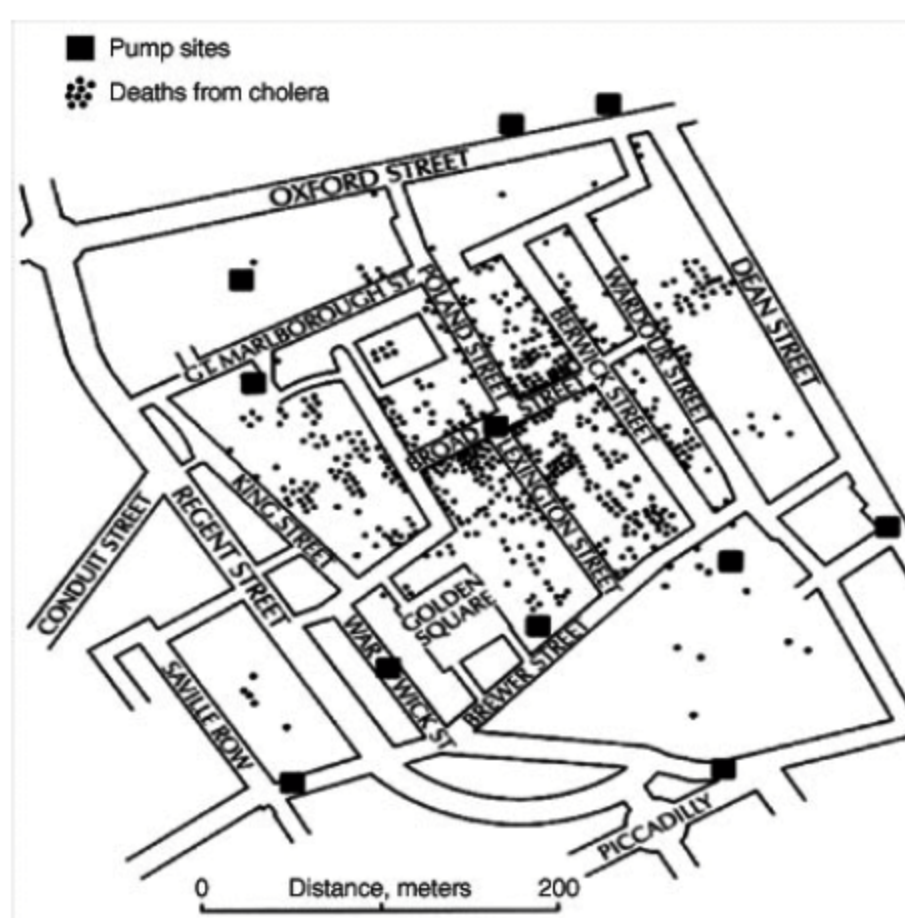 Pump sites
Deaths from cholera
OXFORD STREET
GT. MARLBOROUGH ST.
POLAND STREET
BERWICK STREET
WARDOUR STREET
DEAN STREET
BROAD STREET
LEXINGTON STREET
KING STREET
REGENT STREET
CONDUIT STREET
GOLDEN
SQUARE
WARWICK ST
BREWER STREET
SAVILLE ROW
PICCADILLY
0 Distance, meters 200